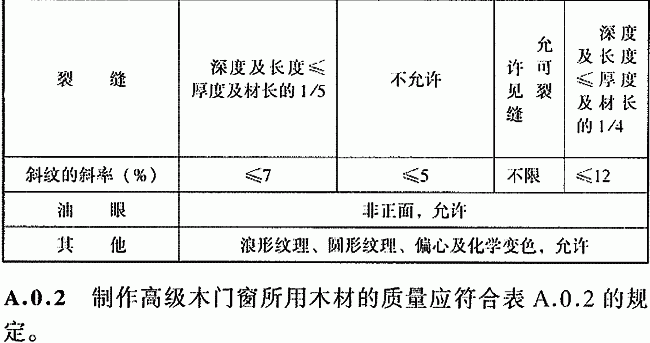 裂 缝
深度及长度≤
厚度及材长的1/5
不允许
允
许可
见裂
缝
深度
及长度
≤厚度
及材长
的1/4
斜纹的斜率(%) ≤7 ≤5 不限 ≤12
油 眼 非正面,允许
其 他 浪形纹理、圆形纹理、偏心及化学变色,允许
A.0.2 制作高级木门窗所用木材的质量应符合表 A.0.2 的规
定。